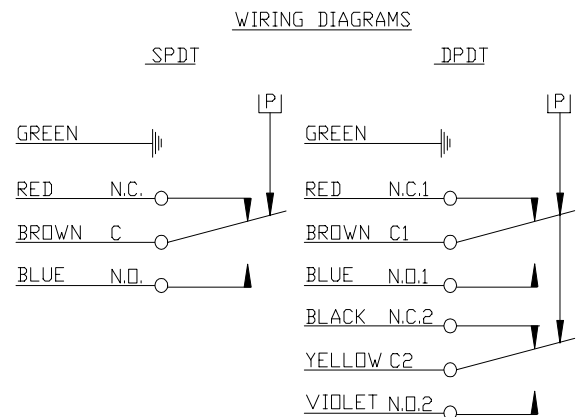 WIRING DIAGRAMS
SPDT
P
GREEN
RED N.C.
BROWN C
BLUE N.O.
DPDT
P
GREEN
RED N.C.1
BROWN C1
BLUE N.O.1
BLACK N.C.2
YELLOW C2
VIOLET N.O.2